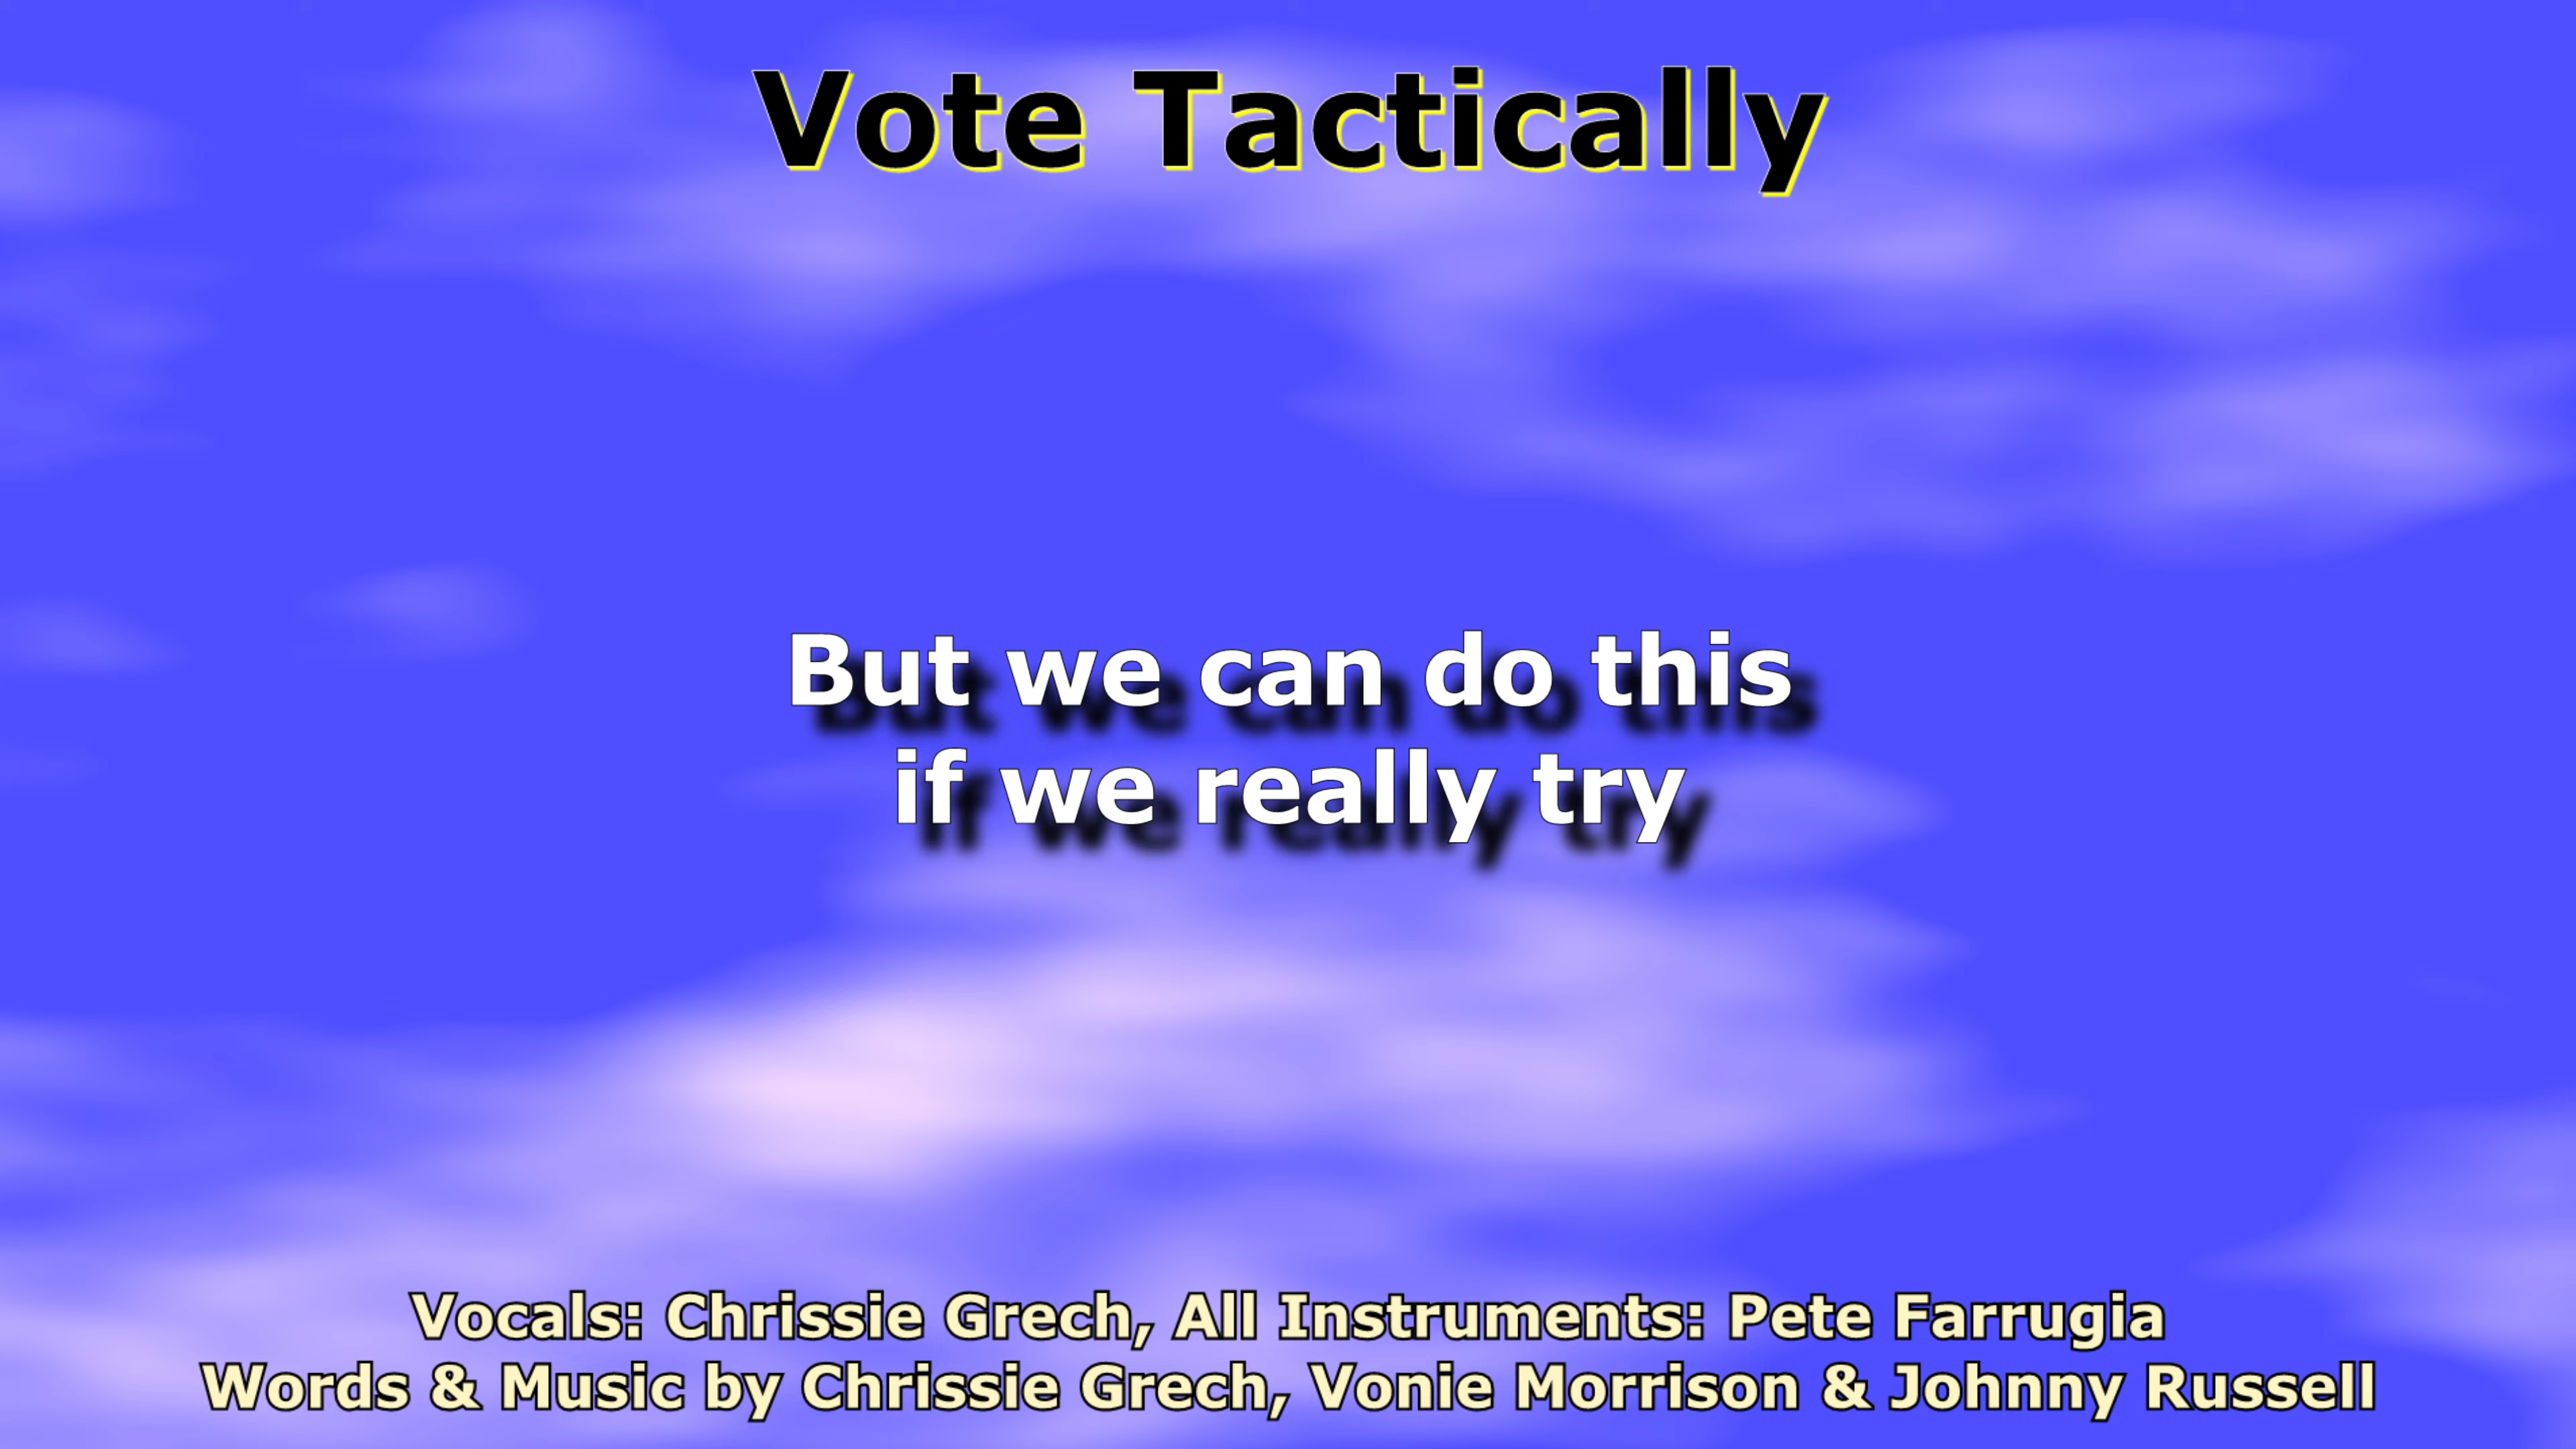 Vote Tactically
But we can do this
if we really try
Vocals: Chrissie Grech, All Instruments: Pete Farrugia
Words & Music by Chrissie Grech, Vonie Morrison & Johnny Russell